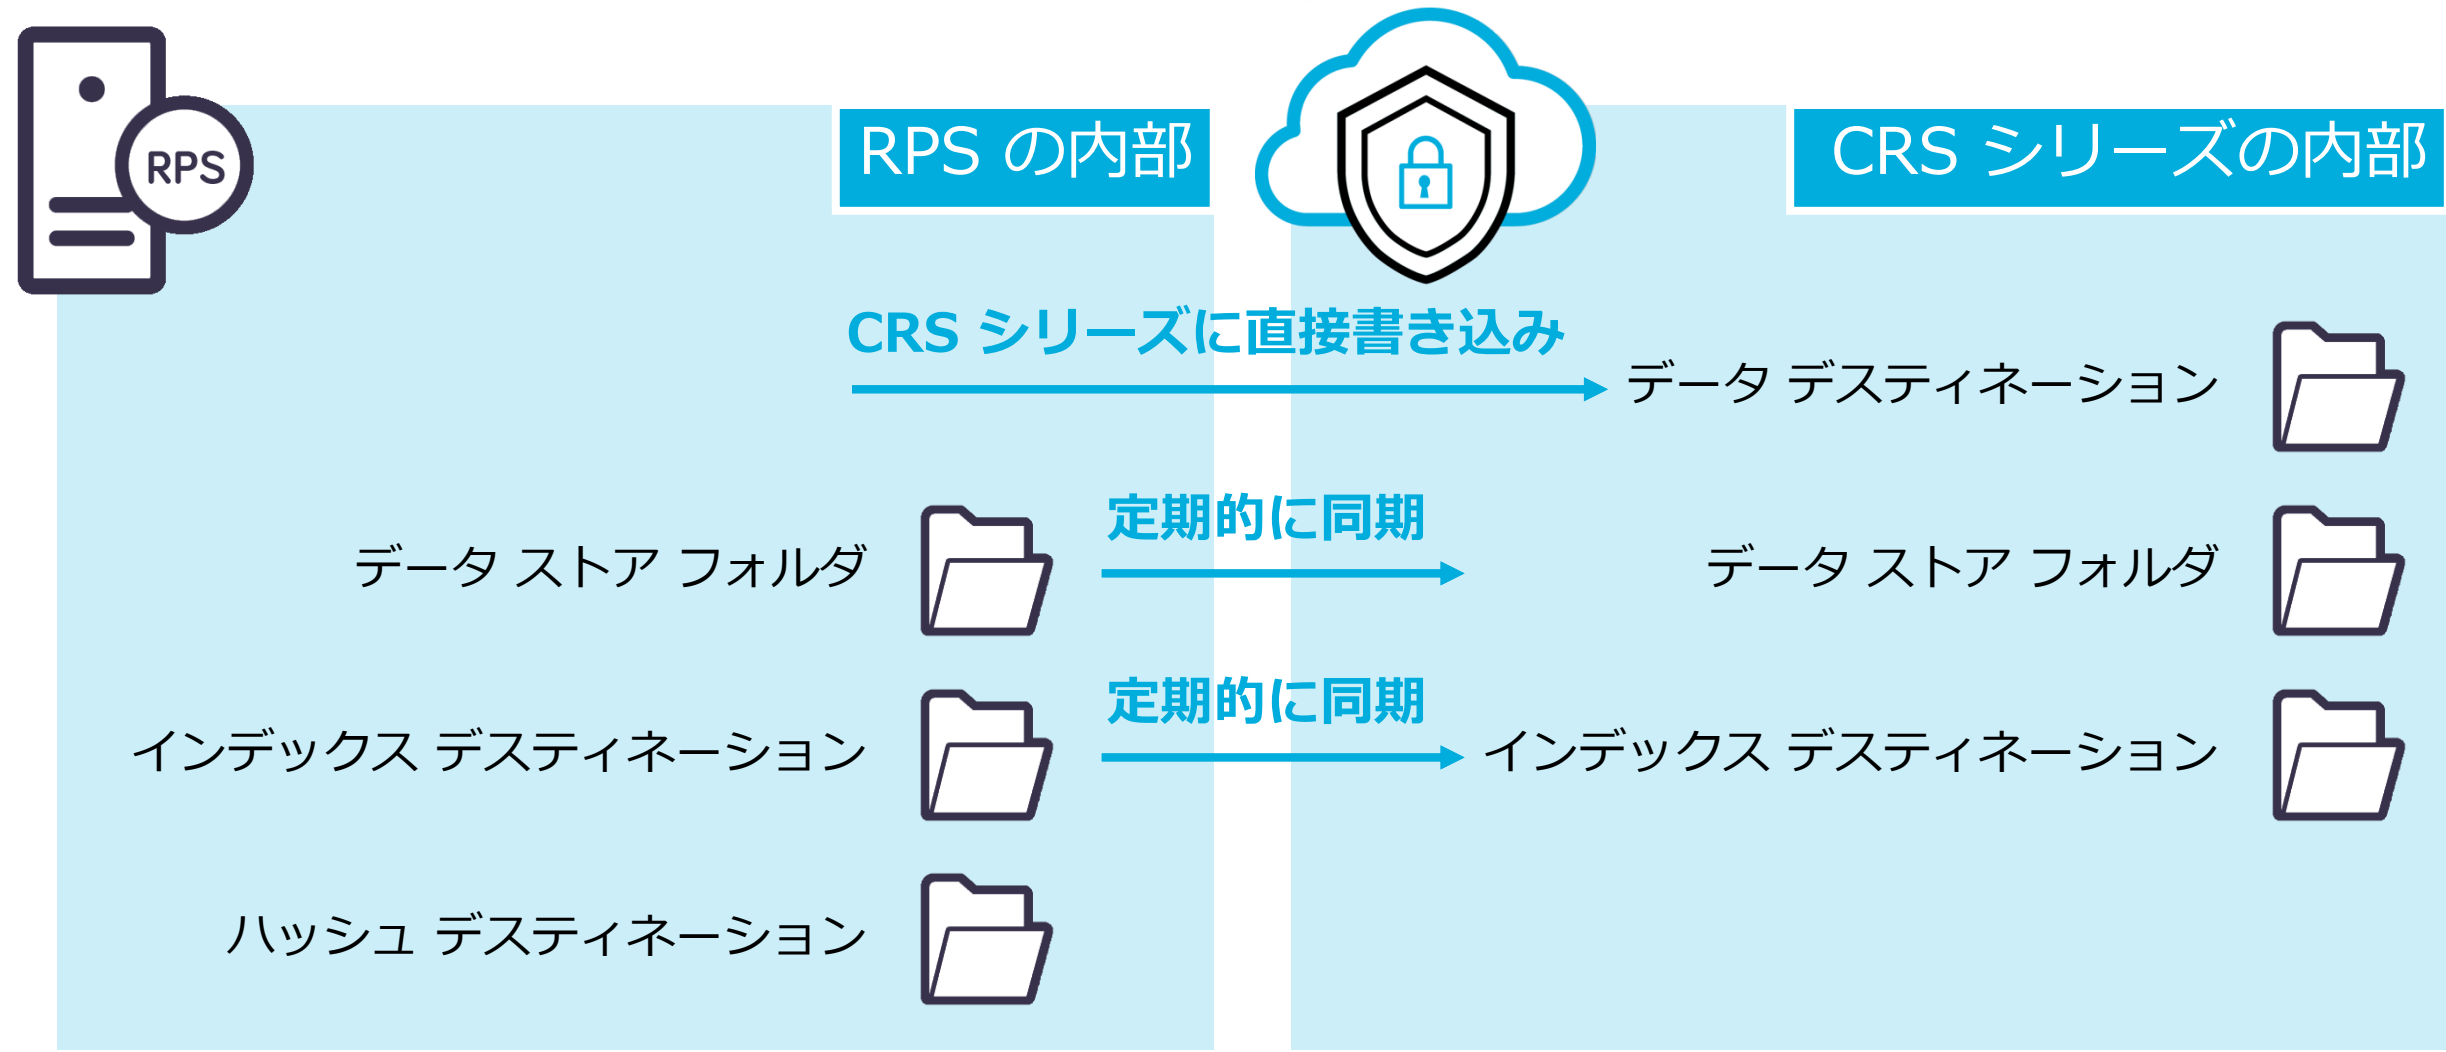 RPS
RPS の内部
CRS シリーズの内部
CRS シリーズに直接書き込み
データ デスティネーション
定期的に同期
データ ストア フォルダ
データ ストア フォルダ
定期的に同期
インデックス デスティネーション
インデックス デスティネーション
ハッシュ デスティネーション